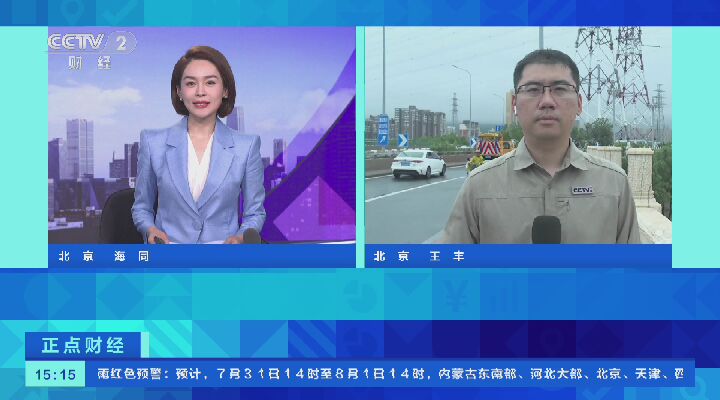 CCTV 2
财 经
CCTV
北 京 海 同
北 京 王 丰
正点财经
15:15 雨红色预警：预计，7月31日14时至8月1日14时，内蒙古东南部、河北大部、北京、天津、